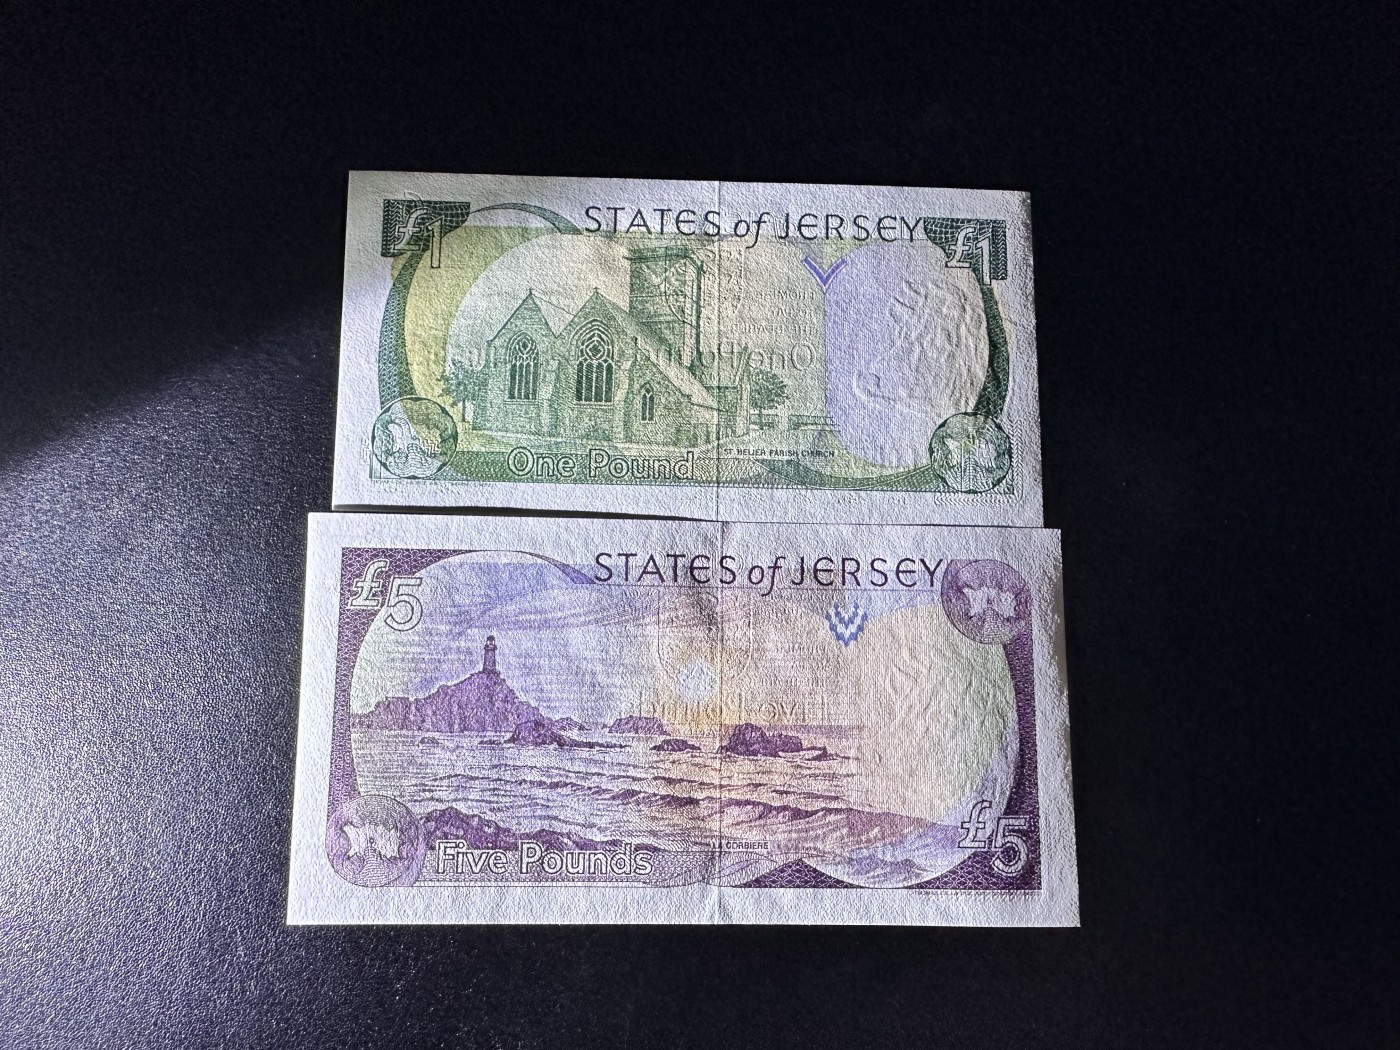 £1
STATES of JERSEY
£1
One Pound
ST HELIER PARISH CHURCH
£5
STATES of JERSEY
Five Pounds
LA CORBIERE
£5